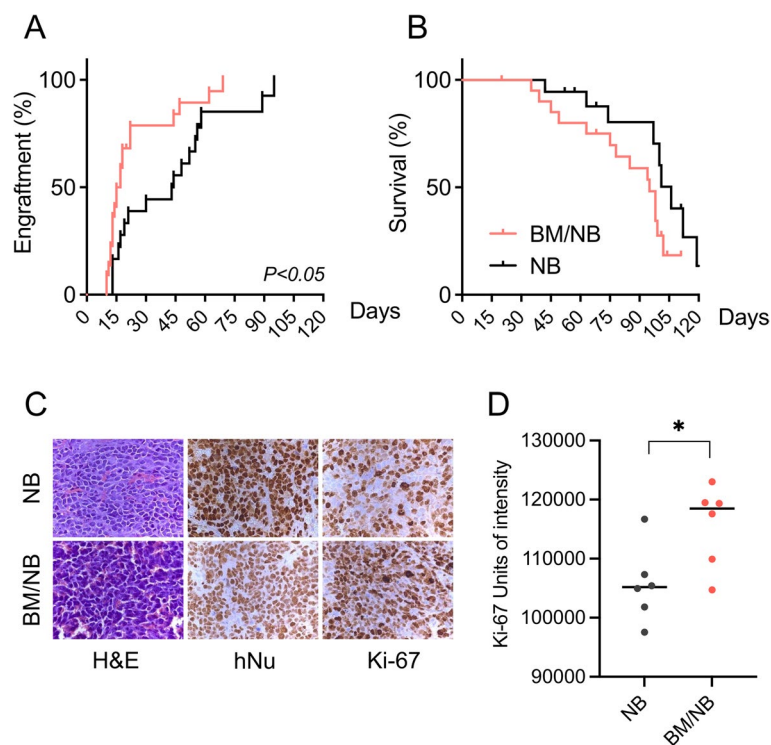 A
Engraftment (%)
100
50
0
P<0.05
0 15 30 45 60 75 90 105 120
Days
B
Survival (%)
100
50
0
BM/NB
NB
0 15 30 45 60 75 90 105 120
Days
C
NB
BM/NB
H&E hNu Ki-67
D
*
Ki-67 Units of intensity
130000
120000
110000
100000
90000
NB
BM/NB